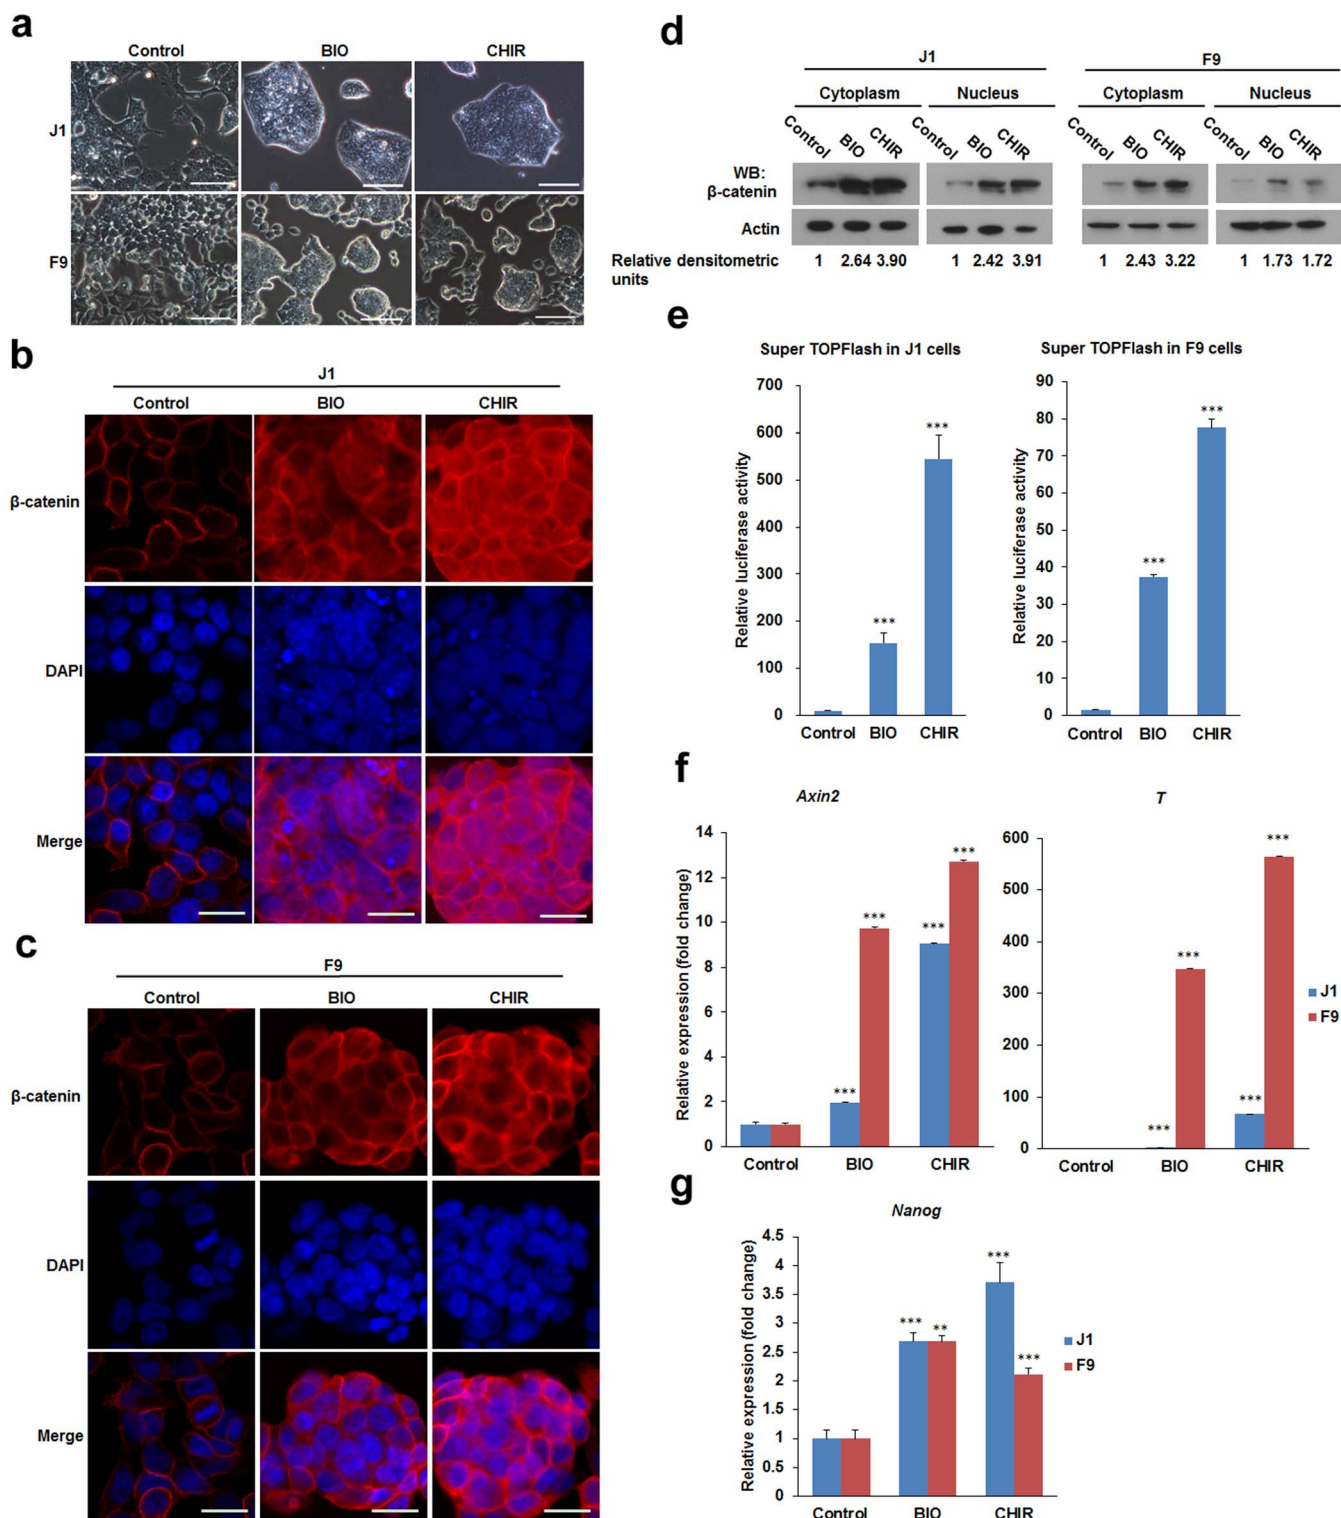 a
Control BIO CHIR
J1
F9
b
J1
Control BIO CHIR
β-catenin
DAPI
Merge
c
F9
Control BIO CHIR
β-catenin
DAPI
Merge
d
J1 F9
Cytoplasm Nucleus Cytoplasm Nucleus
Control BIO CHIR Control BIO CHIR Control BIO CHIR Control BIO CHIR
WB:
β-catenin
Actin
Relative densitometric
units
1 2.64 3.90 1 2.42 3.91 1 2.43 3.22 1 1.73 1.72
e
Super TOPFlash in J1 cells
Relative luciferase activity
700
600
500
400
300
200
100
0
***
***
Control BIO CHIR
Super TOPFlash in F9 cells
Relative luciferase activity
90
80
70
60
50
40
30
20
10
0
***
***
Control BIO CHIR
f
Axin2
Relative expression (fold change)
14
12
10
8
6
4
2
0
***
***
***
***
Control BIO CHIR
T
600
500
400
300
200
100
0
***
***
***
***
Control BIO CHIR
J1
F9
g
Nanog
Relative expression (fold change)
4.5
4
3.5
3
2.5
2
1.5
1
0.5
0
*** **
***
***
Control BIO CHIR
J1
F9